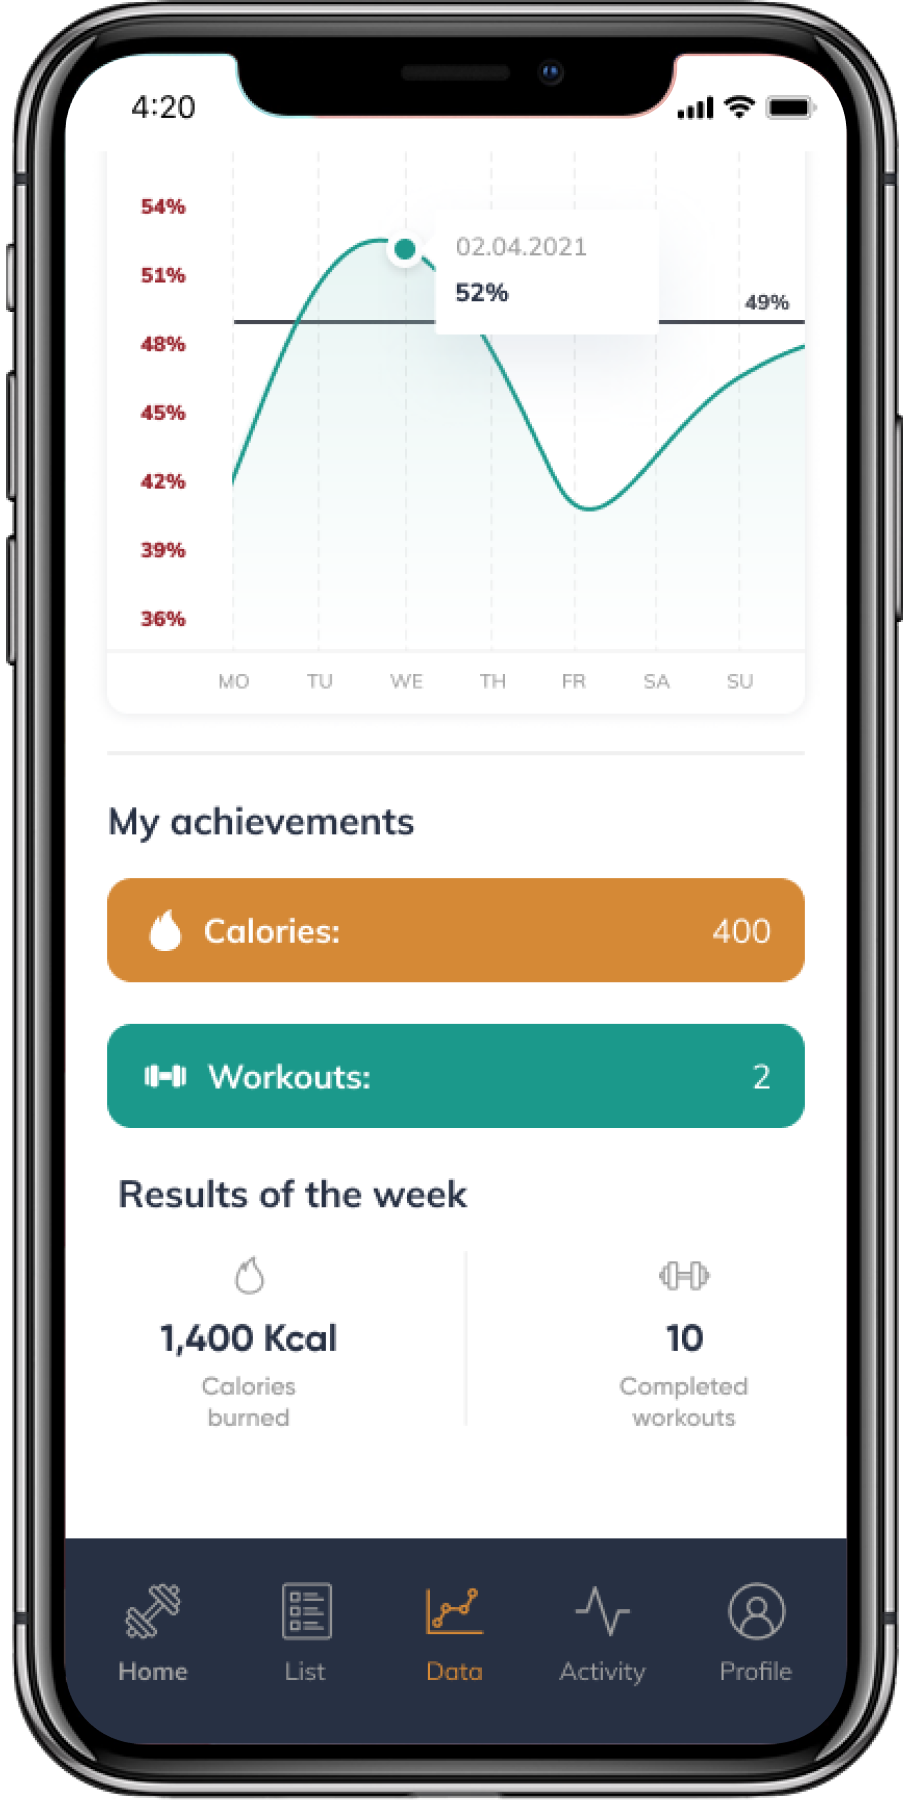 4:20
54%
02.04.2021
51%
52%
49%
48%
45%
42%
39%
36%
MO TU WE TH FR SA SU
My achievements
Calories: 400
Workouts: 2
Results of the week
1,400 Kcal
Calories
burned
10
Completed
workouts
Home List Data Activity Profile